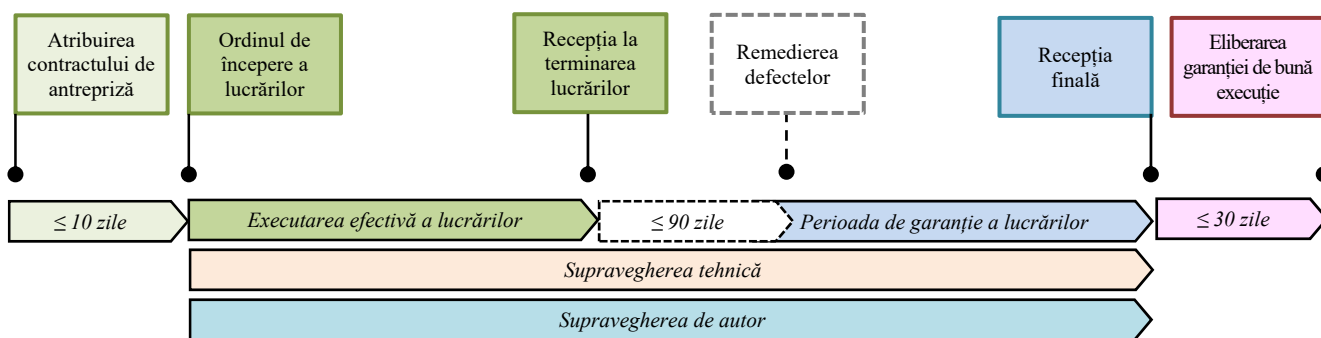 Atribuirea
contractului de
antrepriză
Ordinul de
începere a
lucrărilor
Recepția la
terminarea
lucrărilor
Remedierea
defectelor
Recepția
finală
Eliberarea
garanției de bună
execuție
≤ 10 zile
Executarea efectivă a lucrărilor
≤ 90 zile
Perioada de garanție a lucrărilor
≤ 30 zile
Supravegherea tehnică
Supravegherea de autor